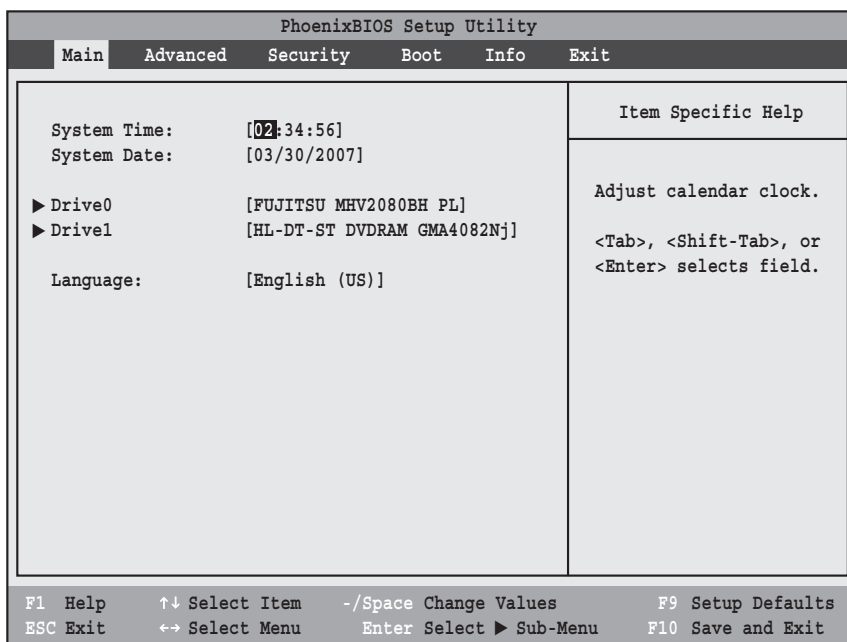 PhoenixBIOS Setup Utility
Main Advanced Security Boot Info Exit
System Time: [02:34:56]
System Date: [03/30/2007]
▶ Drive0 [FUJITSU MHV2080BH PL]
▶ Drive1 [HL-DT-ST DVDRAM GMA4082Nj]
Language: [English (US)]
Item Specific Help
Adjust calendar clock.
<Tab>, <Shift-Tab>, or
<Enter> selects field.
F1 Help ↑↓ Select Item -/Space Change Values F9 Setup Defaults
ESC Exit ←→ Select Menu Enter Select ▶ Sub-Menu F10 Save and Exit